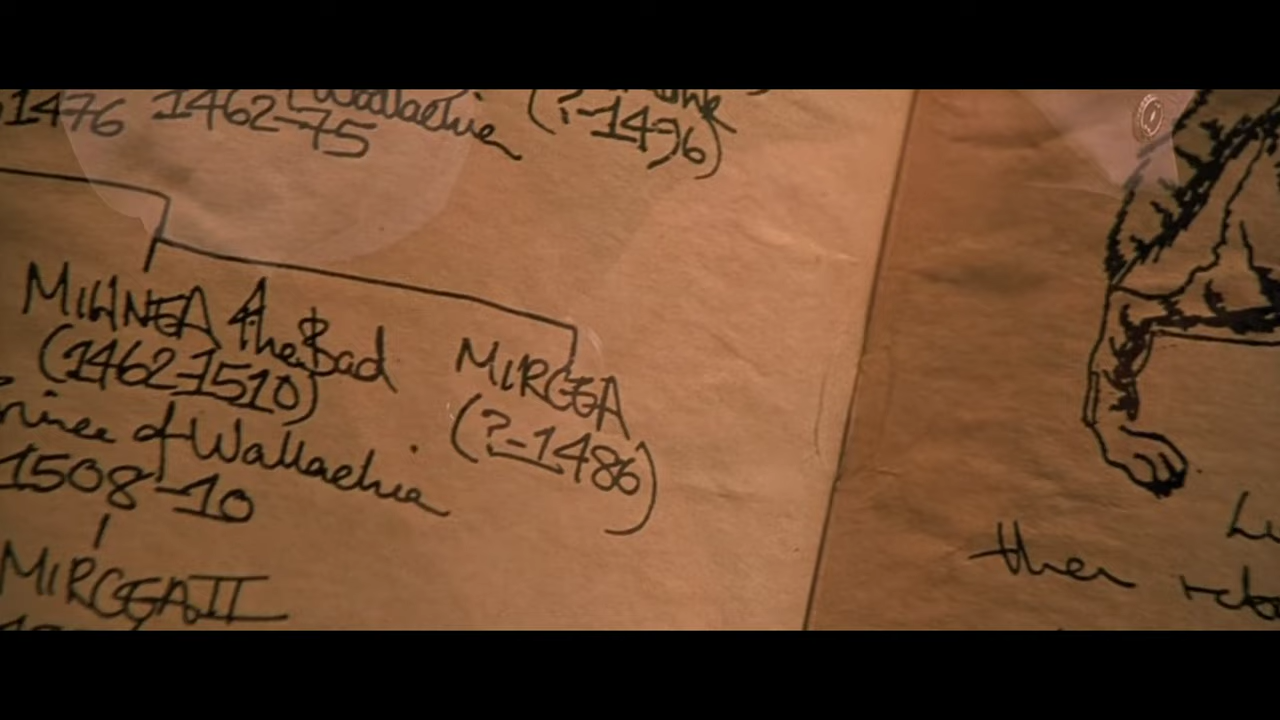 1476 1462-75 Wallachia (?-1496)
MIHNEA the Bad
(1462-1510)
Prince of Wallachia
1508-10
MIRCEA
(?-1486)
MIRCEA II
then